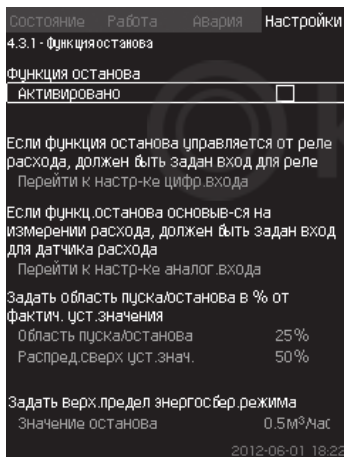 Состояние Работа Авария Настройки
4.3.1 - Функция останова
Функция останова
Активировано
Если функция останова управляется от реле
расхода, должен быть задан вход для реле
Перейти к настр-ке цифр.входа
Если функц.останова основыв-ся на
измерении расхода, должен быть задан вход
для датчика расхода
Перейти к настр-ке аналог.входа
Задать область пуска/останова в % от
фактич. уст.значения
Область пуска/останова 25%
Распред.сверх уст.знач. 50%
Задать верх.предел энергосбер.режима
Значение останова 0.5м³/час
2012-06-01 18:22